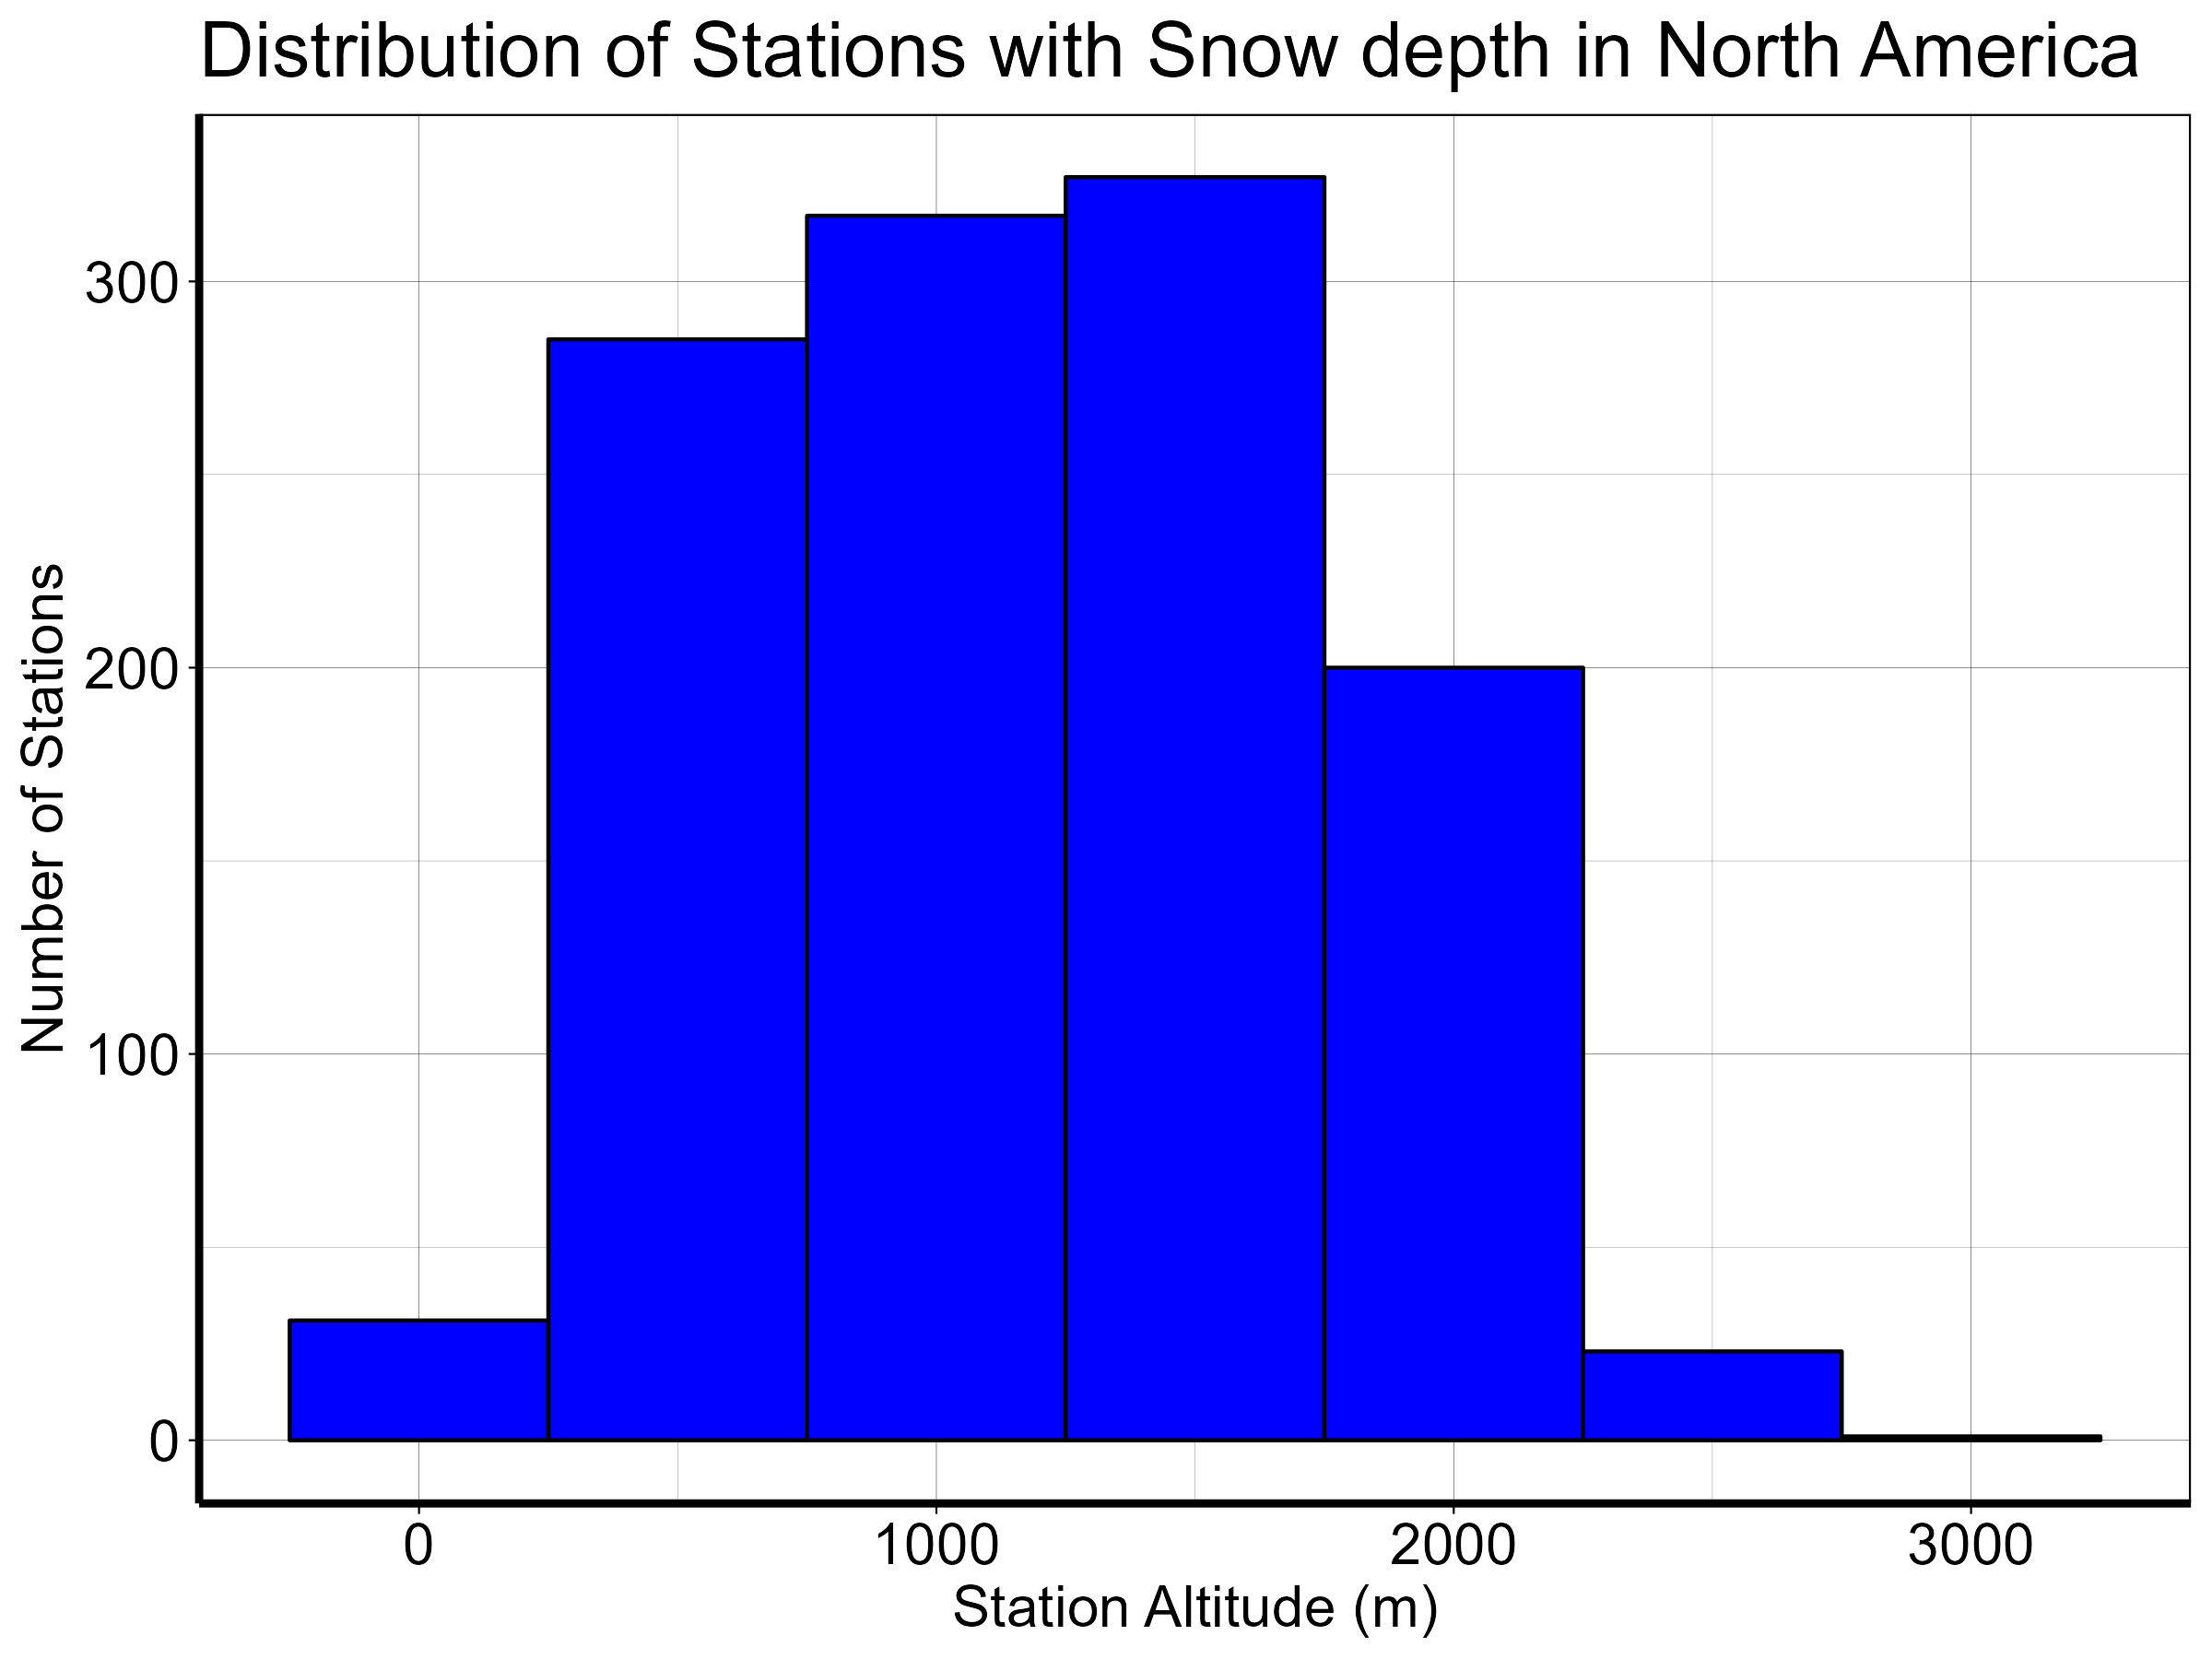 Distribution of Stations with Snow depth in North America
Number of Stations
300
200
100
0
0 1000 2000 3000
Station Altitude (m)